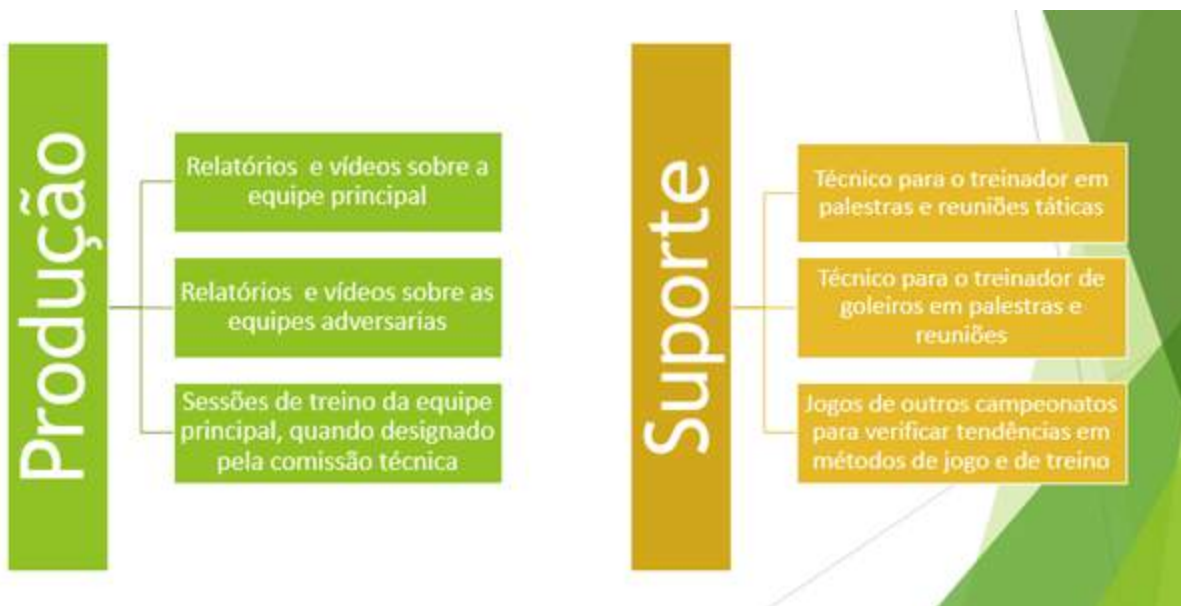 Produção
Relatórios e vídeos sobre a
equipe principal
Relatórios e vídeos sobre as
equipes adversarias
Sessões de treino da equipe
principal, quando designado
pela comissão técnica
Suporte
Técnico para o treinador em
palestras e reuniões táticas
Técnico para o treinador de
goleiros em palestras e
reuniões
Jogos de outros campeonatos
para verificar tendências em
métodos de jogo e de treino